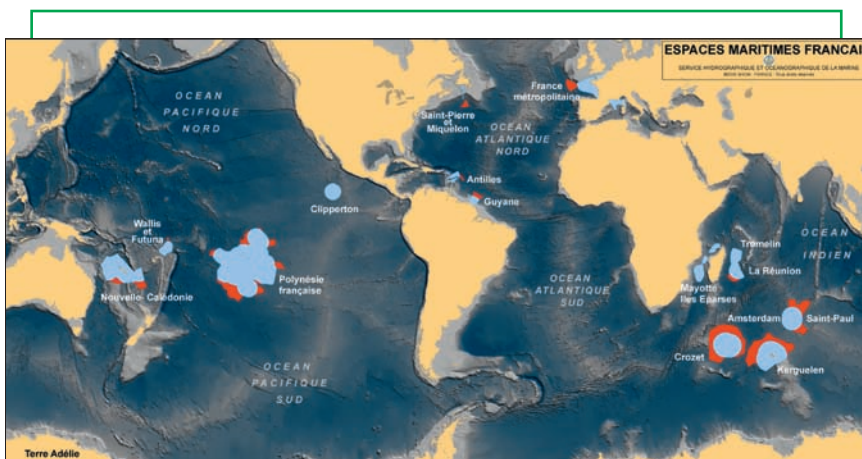 ESPACES MARITIMES FRANCAI
SERVICE HYDROGRAPHIQUE ET OCEANOGRAPHIQUE DE LA MARINE
OCEAN
PACIFIQUE
NORD
France
métropolitaine
Saint-Pierre
et
Miquelon
OCEAN
ATLANTIQUE
NORD
Antilles
Guyane
Clipperton
Wallis
et
Futuna
Nouvelle- Calédonie
Polynésie
française
OCEAN
ATLANTIQUE
SUD
Tromelin
OCEAN
INDIEN
La Réunion
Mayotte
Iles Eparses
Amsterdam
Saint-Paul
Crozet
Kerguelen
OCEAN
PACIFIQUE
SUD
Terre Adélie